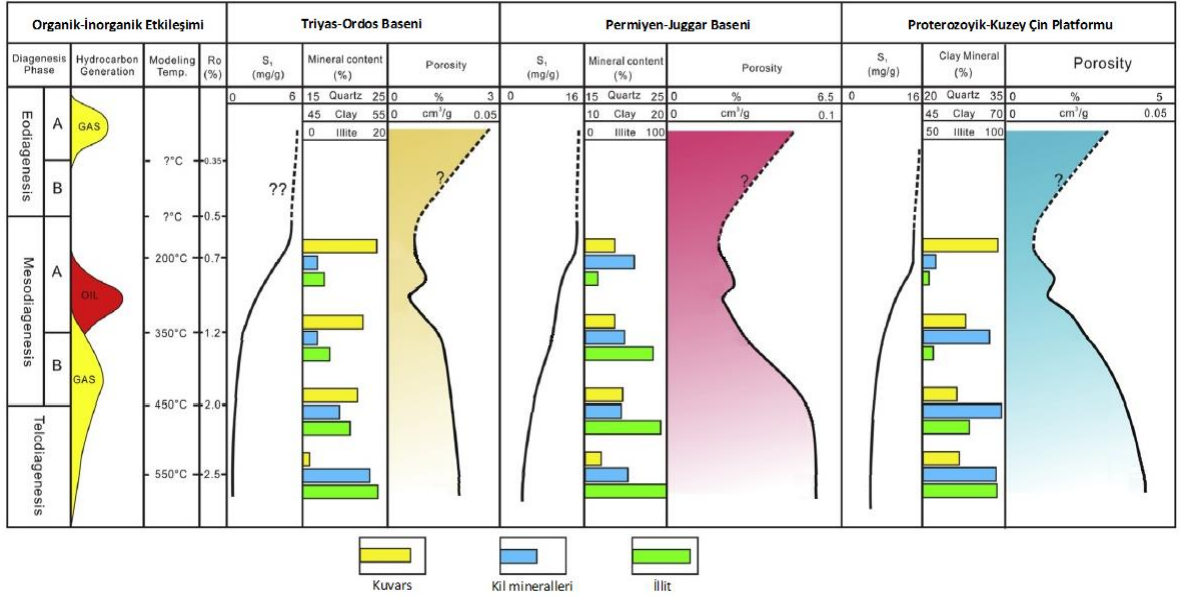 Organik-İnorganik Etkileşimi
Triyas-Ordos Baseni
Permiyen-Juggar Baseni
Proterozoyik-Kuzey Çin Platformu
Diagenesis
Phase
Hydrocarbon
Generation
Modeling
Temp.
Ro
(%)
S₁
(mg/g)
Mineral content
(%)
Porosity
S₁
(mg/g)
Mineral content
(%)
Porosity
S₁
(mg/g)
Clay Mineral
(%)
Porosity
0 6
15 Quartz 25
45 Clay 55
0 Illite 20
0 % 3
0 cm³/g 0.05
0 16
15 Quartz 25
10 Clay 20
0 Illite 100
0 % 6.5
0 cm³/g 0.1
0 16
20 Quartz 35
45 Clay 70
50 Illite 100
0 % 5
0 cm³/g 0.05
Eodiagenesis
A
B
Mesodiagenesis
A
B
Telodiagenesis
GAS
OIL
GAS
?°C
?°C
200°C
350°C
450°C
550°C
0.35
0.5
0.7
1.2
2.0
2.5
??
?
?
?
Kuvars
Kil mineralleri
İllit